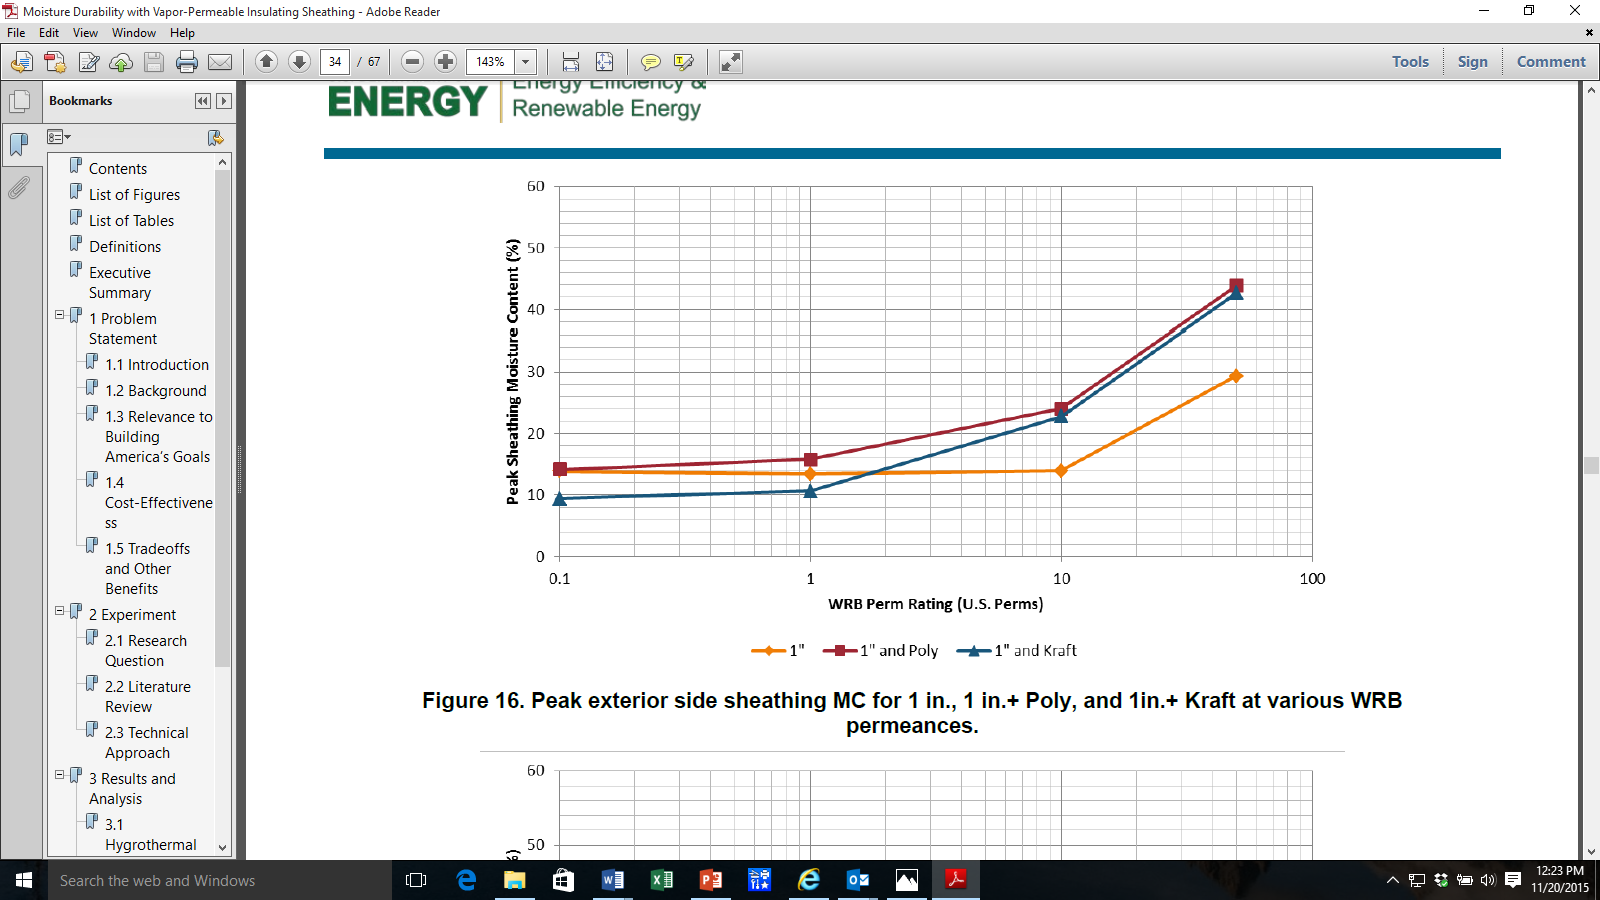 Moisture Durability with Vapor-Permeable Insulating Sheathing - Adobe Reader
File Edit View Window Help
34 / 67
143%
Tools Sign Comment
Bookmarks
Contents
List of Figures
List of Tables
Definitions
Executive
Summary
1 Problem
Statement
1.1 Introduction
1.2 Background
1.3 Relevance to
Building
America's Goals
1.4
Cost-Effectivene
ss
1.5 Tradeoffs
and Other
Benefits
2 Experiment
2.1 Research
Question
2.2 Literature
Review
2.3 Technical
Approach
3 Results and
Analysis
3.1
Hygrothermal
ENERGY
Energy Efficiency &
Renewable Energy
60
50
40
30
20
10
0
Peak Sheathing Moisture Content (%)
0.1 1 10 100
WRB Perm Rating (U.S. Perms)
1" 1" and Poly 1" and Kraft
Figure 16. Peak exterior side sheathing MC for 1 in., 1 in.+ Poly, and 1in.+ Kraft at various WRB
permeances.
60
50
%)
Search the web and Windows
12:23 PM
11/20/2015